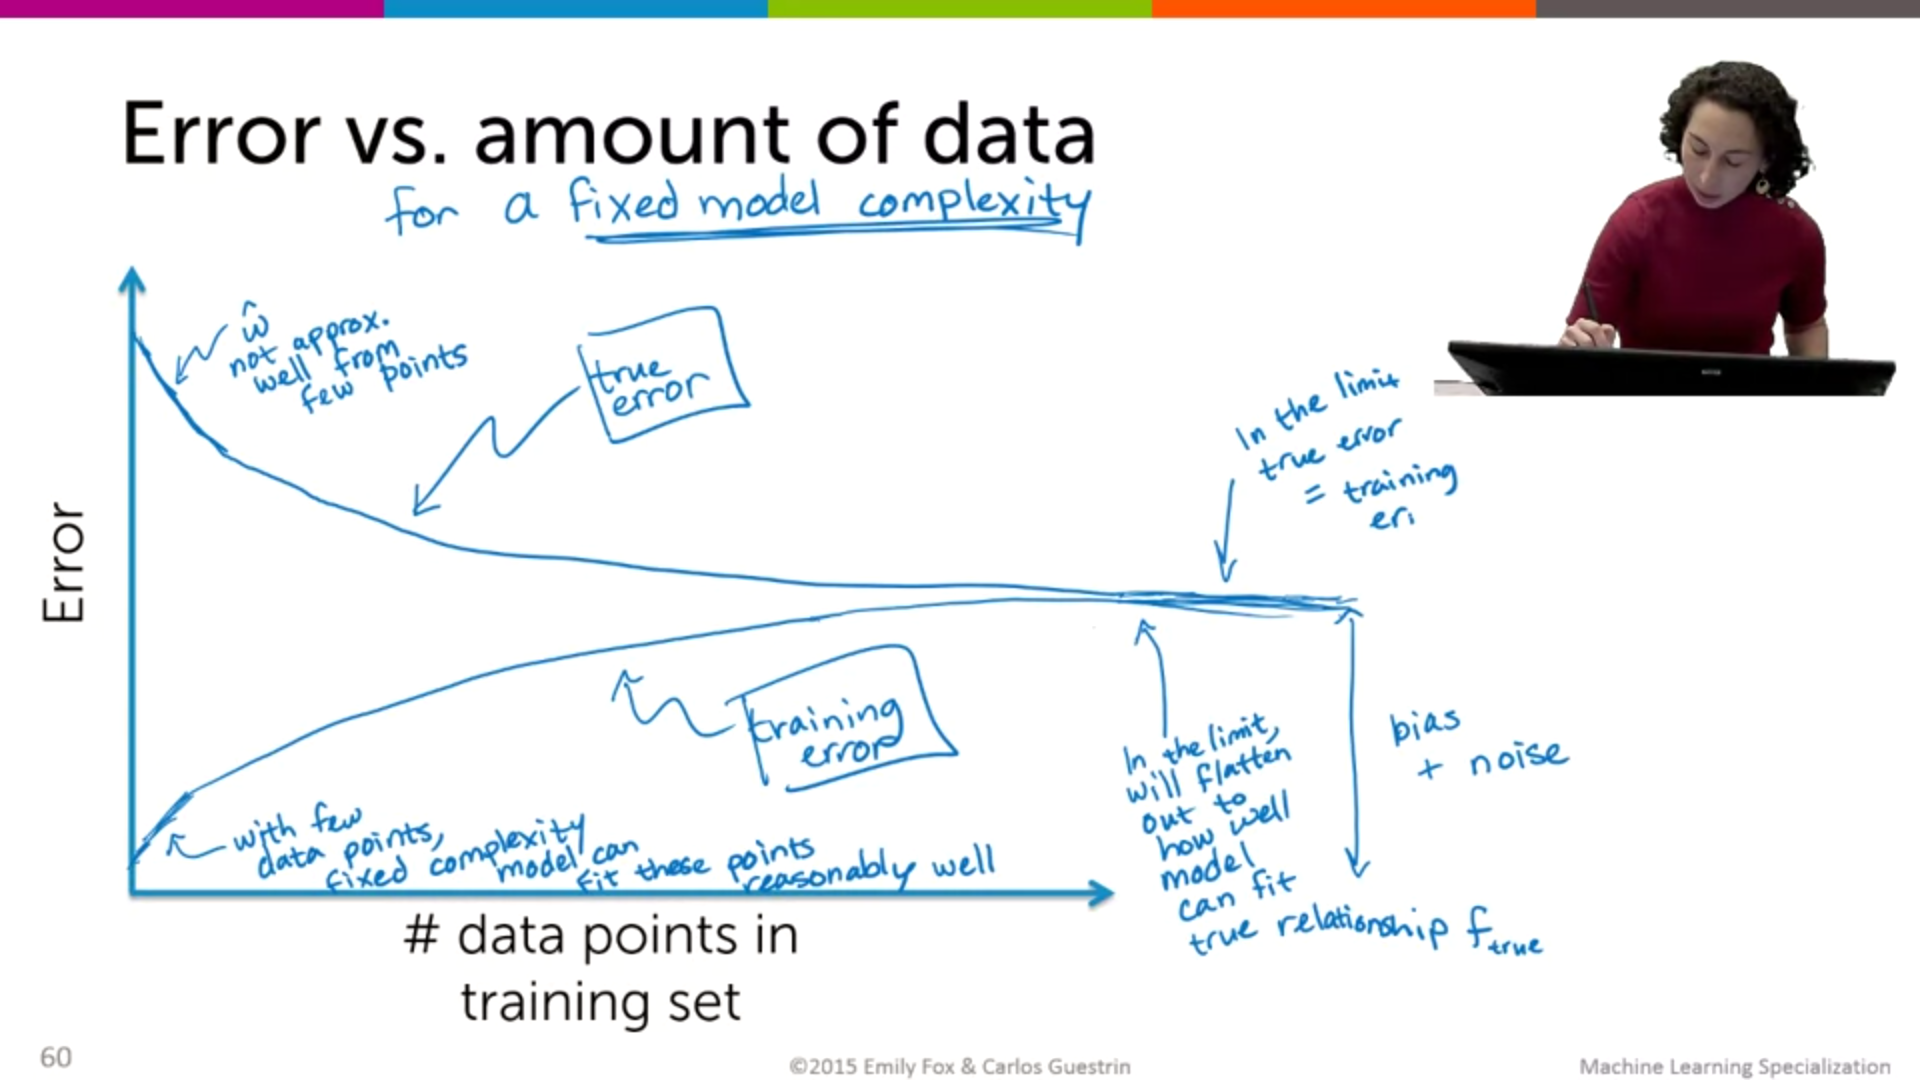 Error vs. amount of data
for a fixed model complexity
ŵ
not approx.
well from
few points
true
error
In the limit
true error
= training
err
Error
training
error
In the limit,
will flatten
out to
how well
model
can fit
true relationship f true
bias
+ noise
with few
data points,
fixed complexity
model can
fit these points
reasonably well
# data points in
training set
60
©2015 Emily Fox & Carlos Guestrin
Machine Learning Specialization